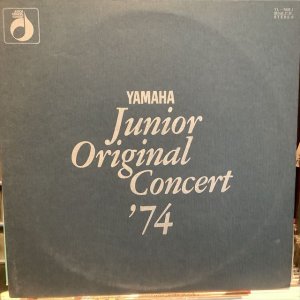 YAMAHA
Junior
Original
Concert
'74